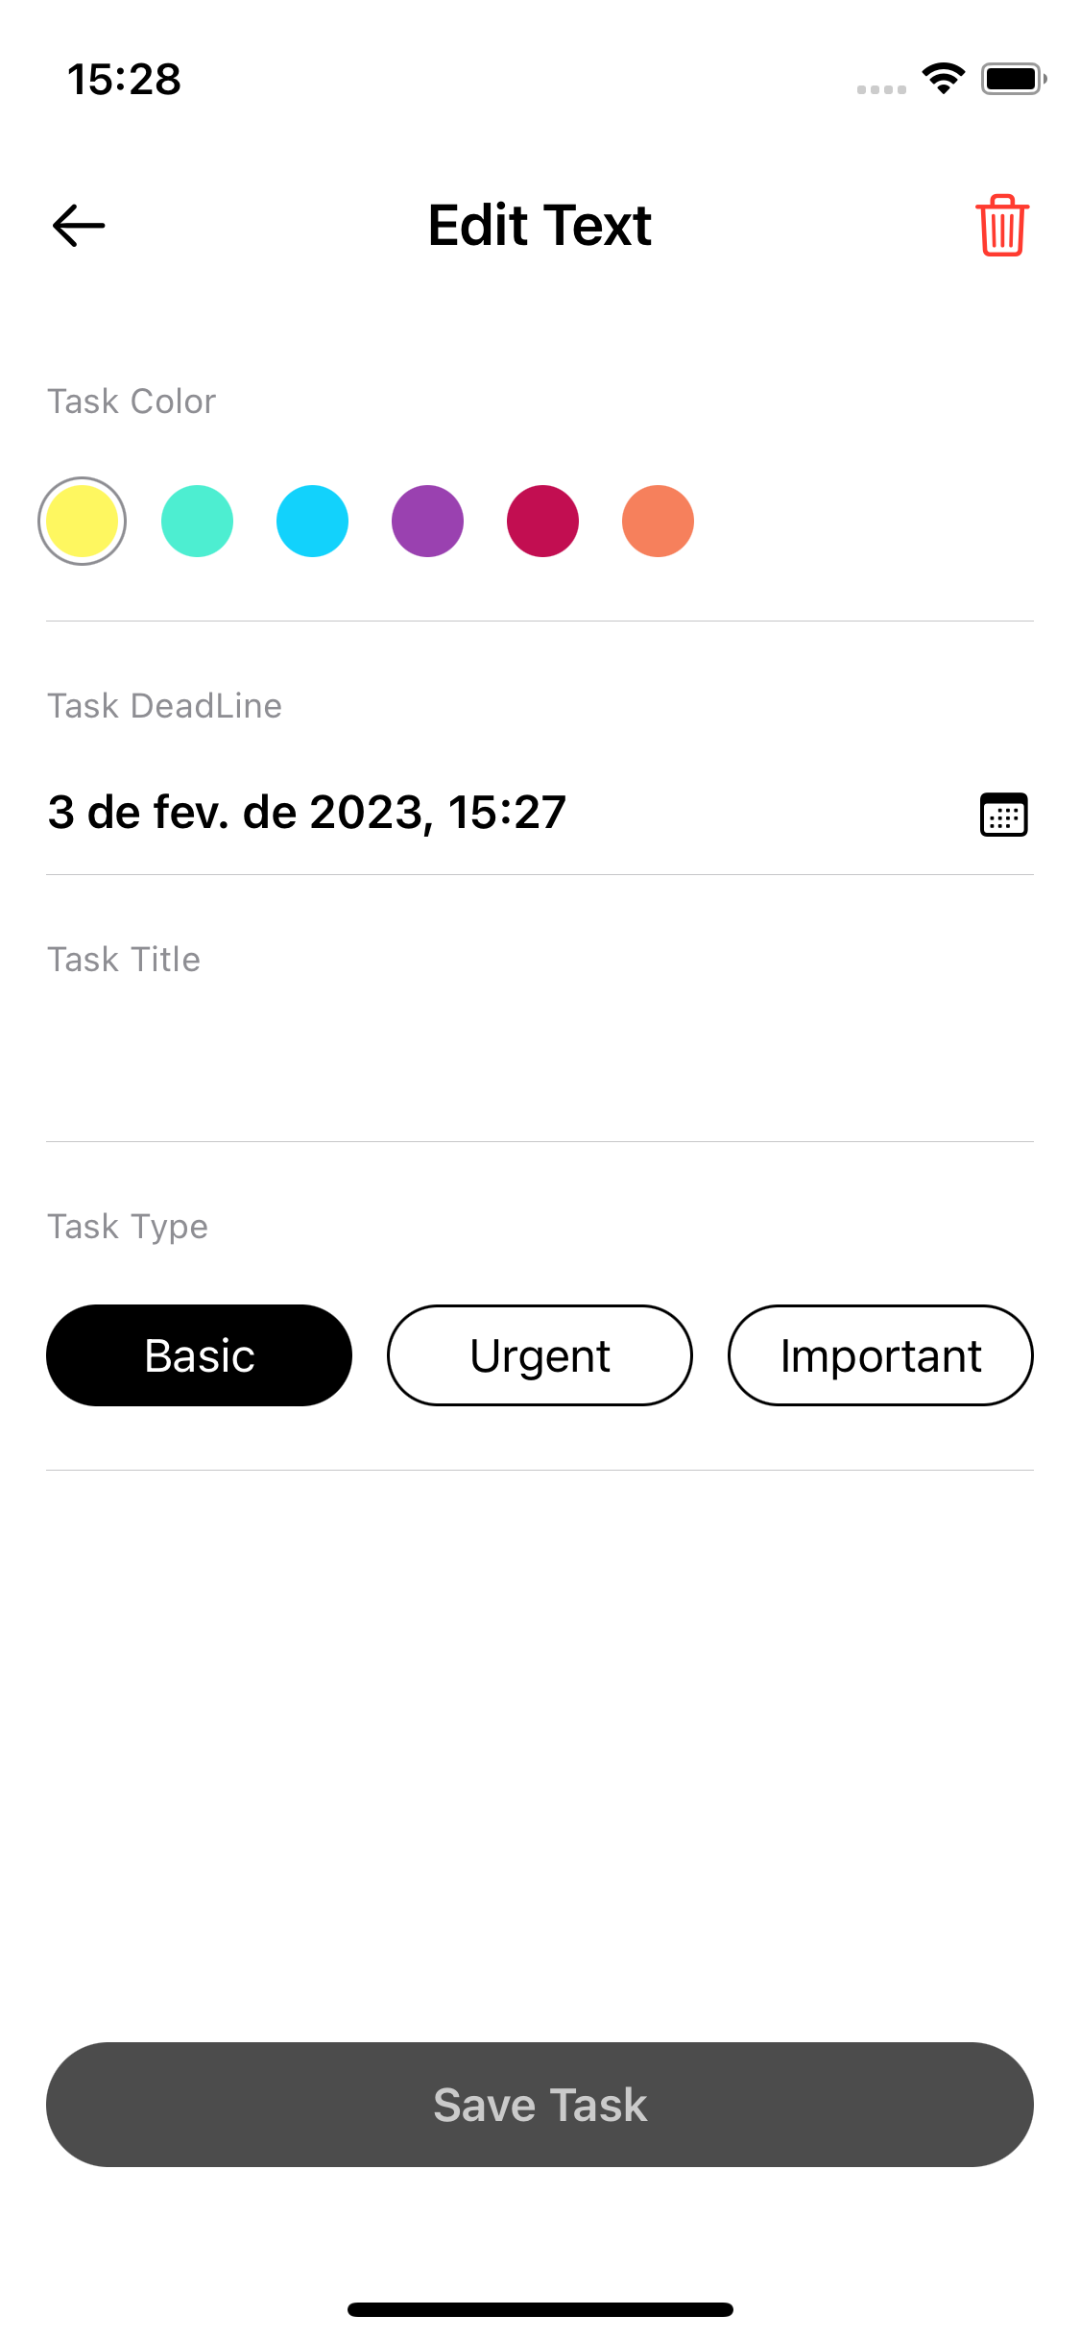 15:28
Edit Text
Task Color
Task DeadLine
3 de fev. de 2023, 15:27
Task Title
Task Type
Basic Urgent Important
Save Task